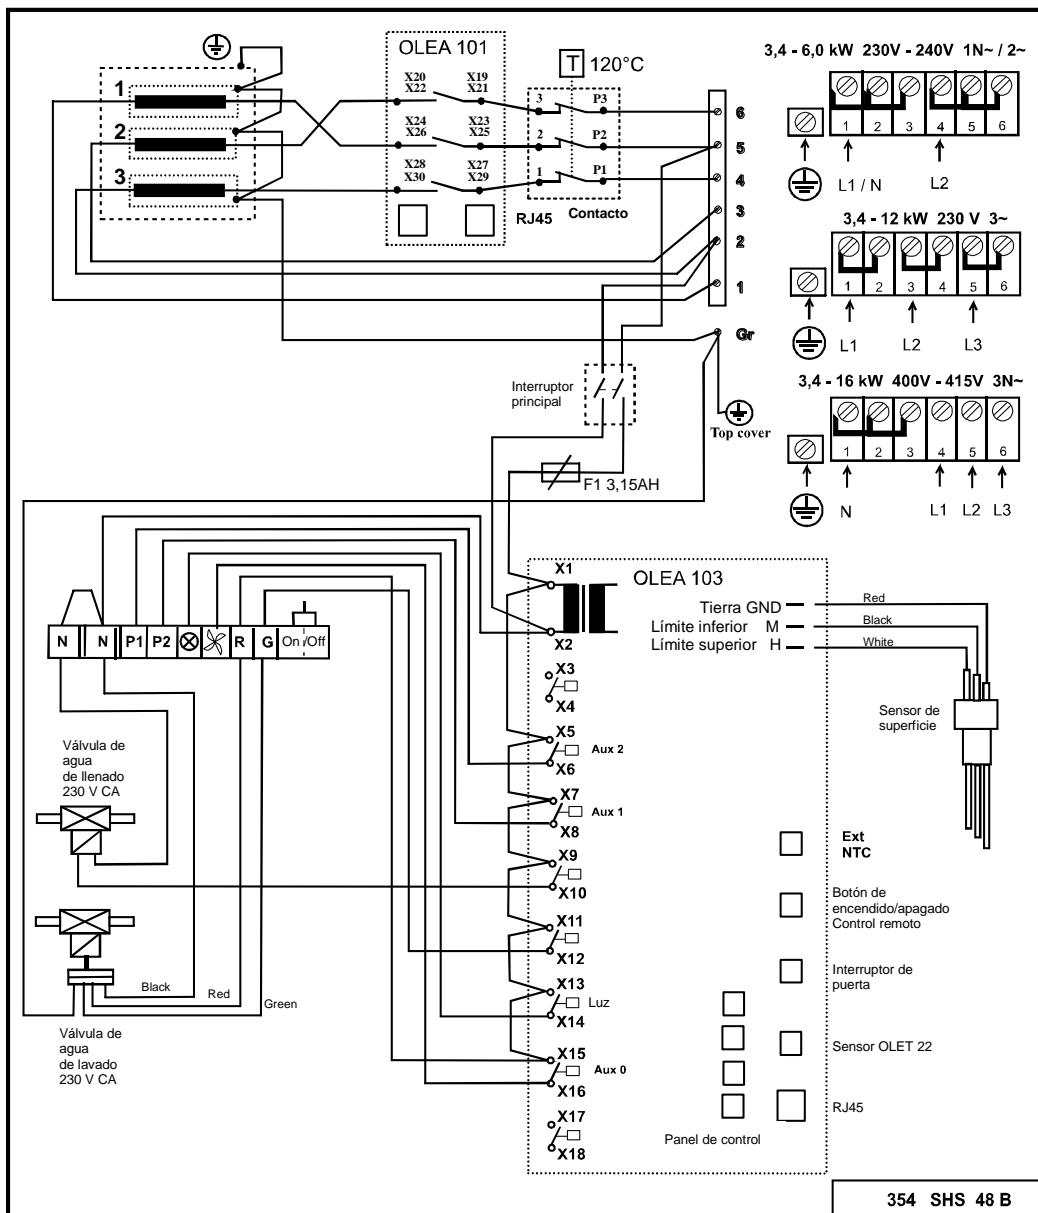 OLEA 101
1
2
3
X20
X22
X19
X21
X24
X26
X23
X25
X28
X30
X27
X29
RJ45
T 120°C
3
P3
2
P2
1
P1
Contacto
6
5
4
3
2
1
Gr
Top cover
Interruptor
principal
F1 3,15AH
3,4 - 6,0 kW 230V - 240V 1N~ / 2~
1 2 3 4 5 6
L1 / N L2
3,4 - 12 kW 230 V 3~
1 2 3 4 5 6
L1 L2 L3
3,4 - 16 kW 400V - 415V 3N~
1 2 3 4 5 6
N L1 L2 L3
N N P1 P2 R G On/Off
Válvula de
agua
de llenado
230 V CA
Black
Red
Green
Válvula de
agua
de lavado
230 V CA
OLEA 103
X1
X2
X3
X4
X5
Aux 2
X6
X7
Aux 1
X8
X9
X10
X11
X12
X13
Luz
X14
X15
Aux 0
X16
X17
X18
Tierra GND
Límite inferior M
Límite superior H
Red
Black
White
Sensor de
superficie
Ext
NTC
Botón de
encendido/apagado
Control remoto
Interruptor de
puerta
Sensor OLET 22
RJ45
Panel de control
354 SHS 48 B